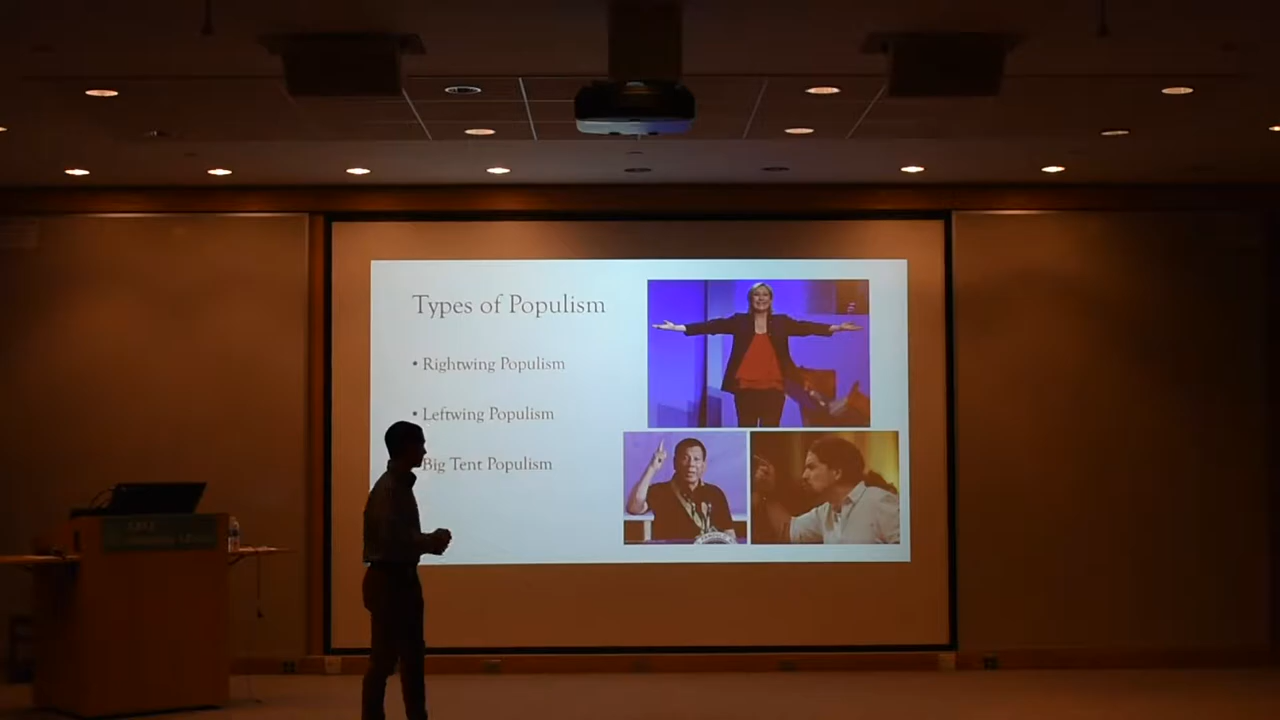 Types of Populism
• Rightwing Populism
• Leftwing Populism
Big Tent Populism